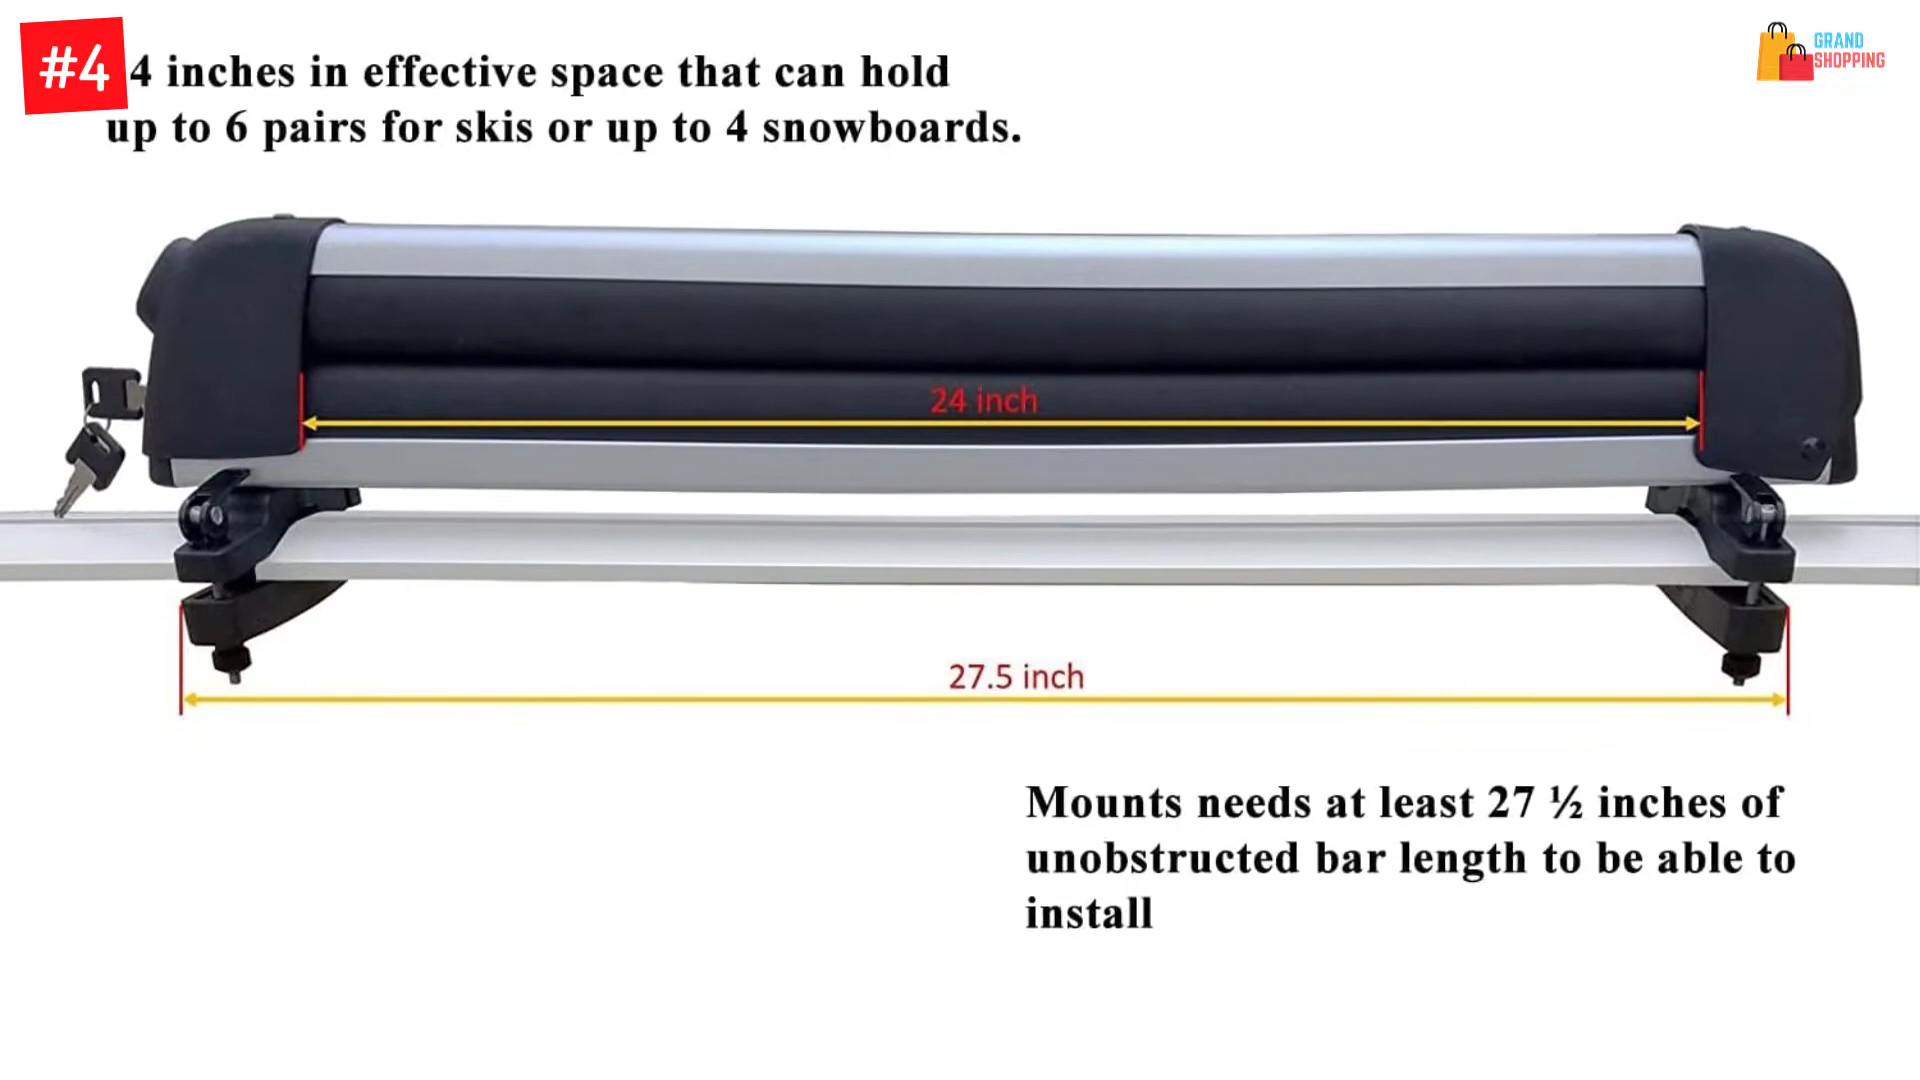 #4
4 inches in effective space that can hold
up to 6 pairs for skis or up to 4 snowboards.
GRAND
SHOPPING
24 inch
27.5 inch
Mounts needs at least 27 ½ inches of
unobstructed bar length to be able to
install